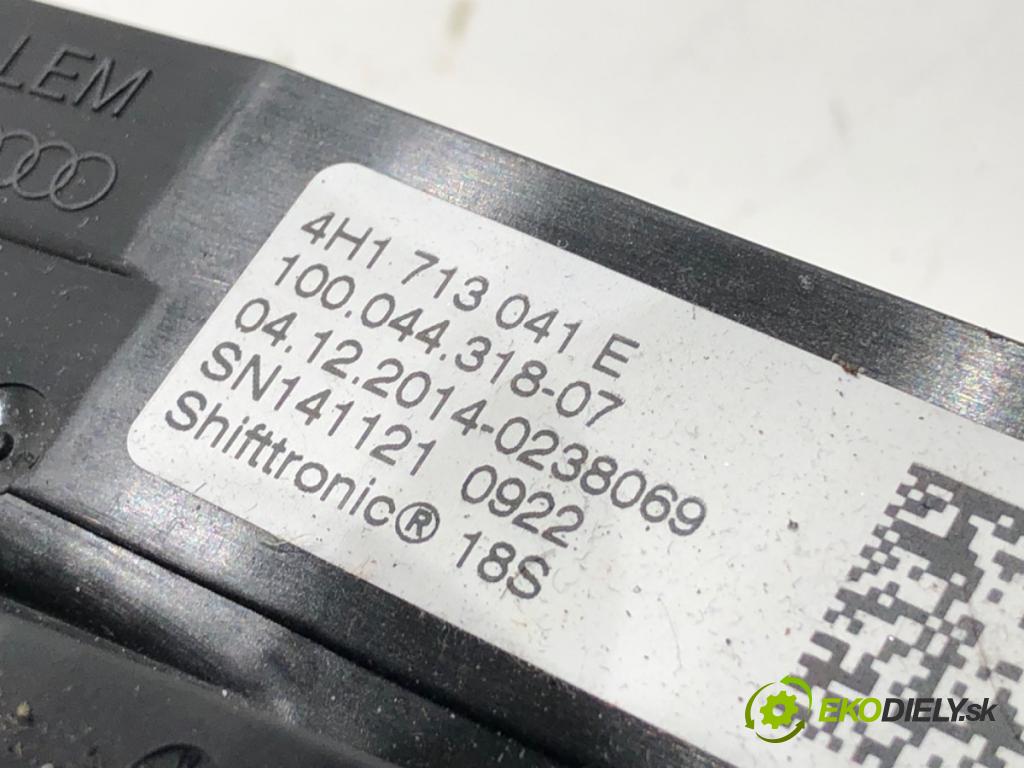 LEM
4H1 713 041 E
100.044.318-07
04.12.2014-0238069
SN141121 0922
Shifttronic® 18S
EKODIELY.sk